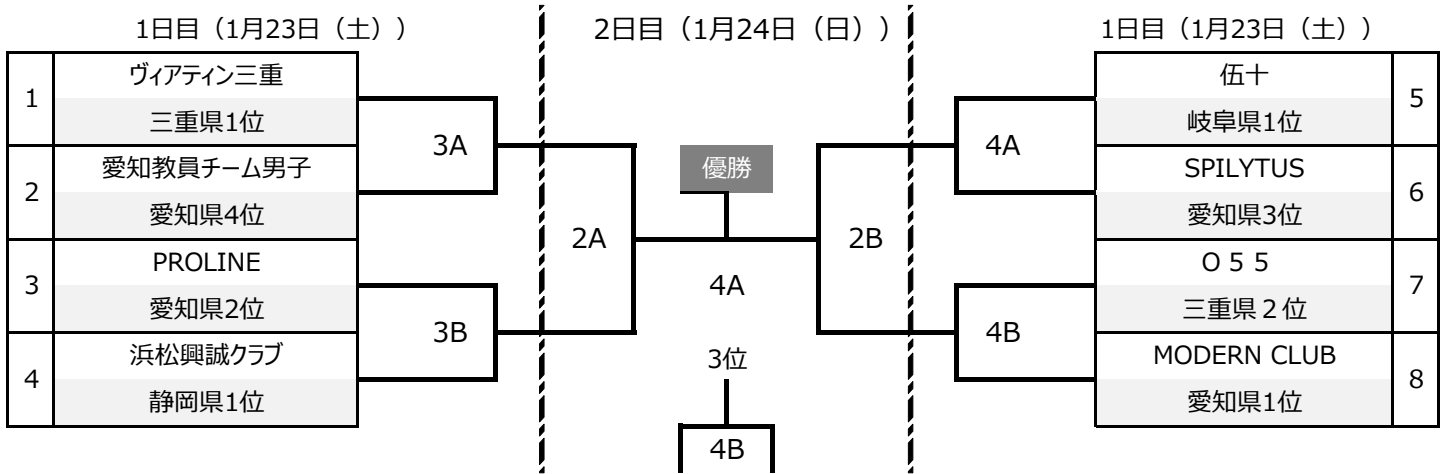 1日目（1月23日（土））
2日目（1月24日（日））
1日目（1月23日（土））
1
ヴィアティン三重
三重県1位
2
愛知教員チーム男子
愛知県4位
3
PROLINE
愛知県2位
4
浜松興誠クラブ
静岡県1位
3A
3B
2A
優勝
4A
3位
4B
2B
4A
4B
伍十
岐阜県1位
5
SPILYTUS
愛知県3位
6
O 5 5
三重県２位
7
MODERN CLUB
愛知県1位
8